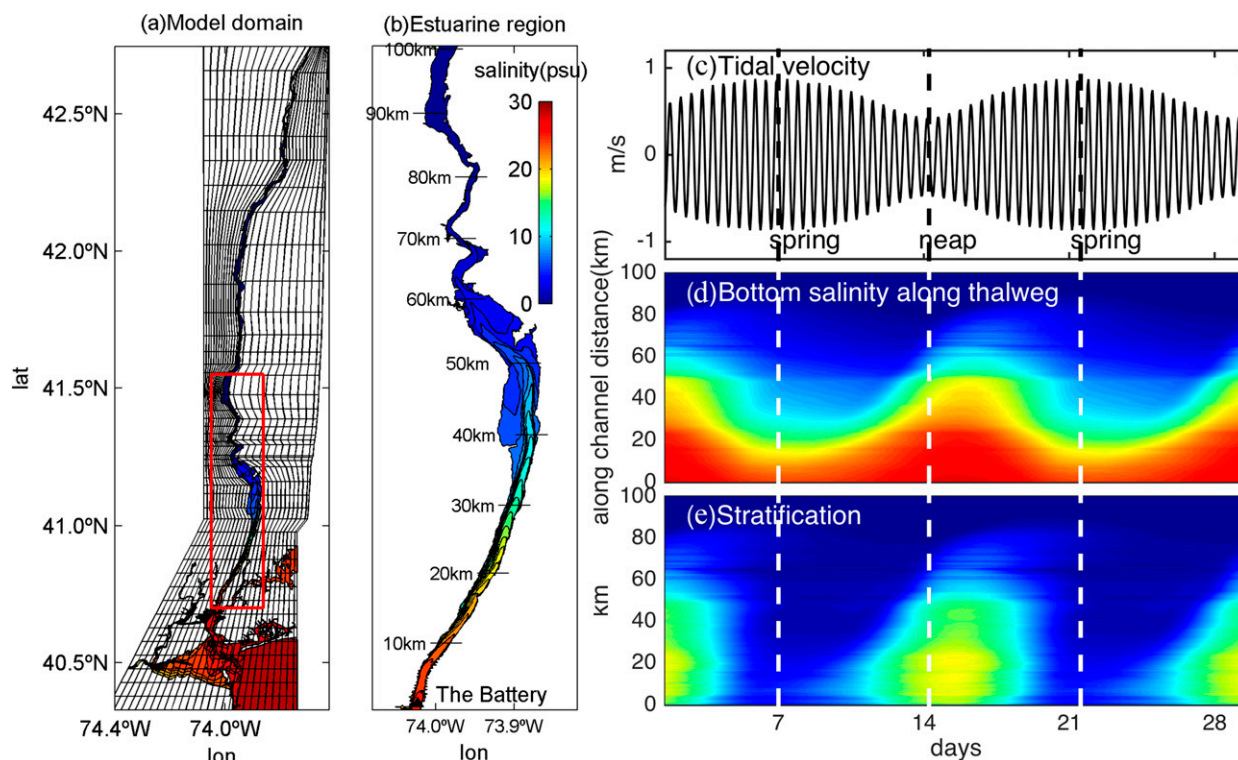 (a)Model domain
42.5ºN
42.0ºN
41.5ºN
41.0ºN
40.5ºN
lat
74.4ºW
74.0ºW
lon
(b)Estuarine region
100km
salinity(psu)
30
20
10
0
90km
80km
70km
60km
50km
40km
30km
20km
10km
The Battery
74.0ºW
73.9ºW
lon
(c)Tidal velocity
1
0
-1
m/s
spring
neap
spring
along channel distance(km)
(d)Bottom salinity along thalweg
100
80
60
40
20
0
(e)Stratification
km
100
80
60
40
20
0
7
14
21
28
days